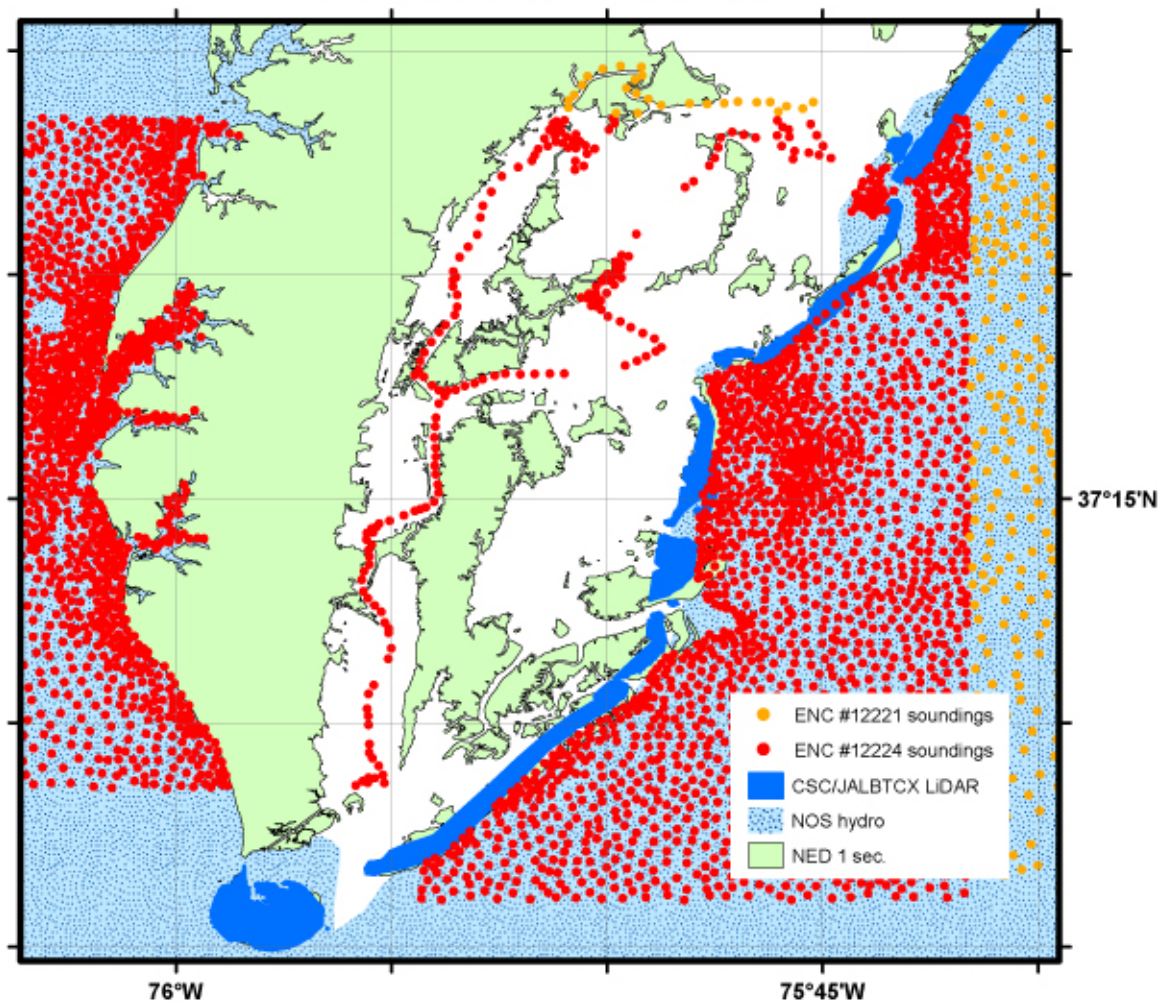 37°15'N
ENC #12221 soundings
ENC #12224 soundings
CSC/JALBTCX LiDAR
NOS hydro
NED 1 sec.
76°W
75°45'W